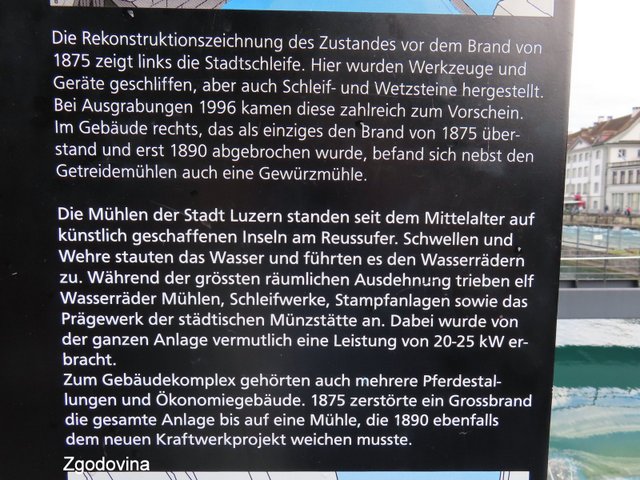 Die Rekonstruktionszeichnung des Zustandes vor dem Brand von
1875 zeigt links die Stadtschleife. Hier wurden Werkzeuge und
Geräte geschliffen, aber auch Schleif- und Wetzsteine hergestellt.
Bei Ausgrabungen 1996 kamen diese zahlreich zum Vorschein.
Im Gebäude rechts, das als einziges den Brand von 1875 über-
stand und erst 1890 abgebrochen wurde, befand sich nebst den
Getreidemühlen auch eine Gewürzmühle.
Die Mühlen der Stadt Luzern standen seit dem Mittelalter auf
künstlich geschaffenen Inseln am Reussufer. Schwellen und
Wehre stauten das Wasser und führten es den Wasserrädern
zu. Während der grössten räumlichen Ausdehnung trieben elf
Wasserräder Mühlen, Schleifwerke, Stampfanlagen sowie das
Prägewerk der städtischen Münzstätte an. Dabei wurde von
der ganzen Anlage vermutlich eine Leistung von 20-25 kW er-
bracht.
Zum Gebäudekomplex gehörten auch mehrere Pferdestal-
lungen und Ökonomiegebäude. 1875 zerstörte ein Grossbrand
die gesamte Anlage bis auf eine Mühle, die 1890 ebenfalls
dem neuen Kraftwerkprojekt weichen musste.
Zgodovina